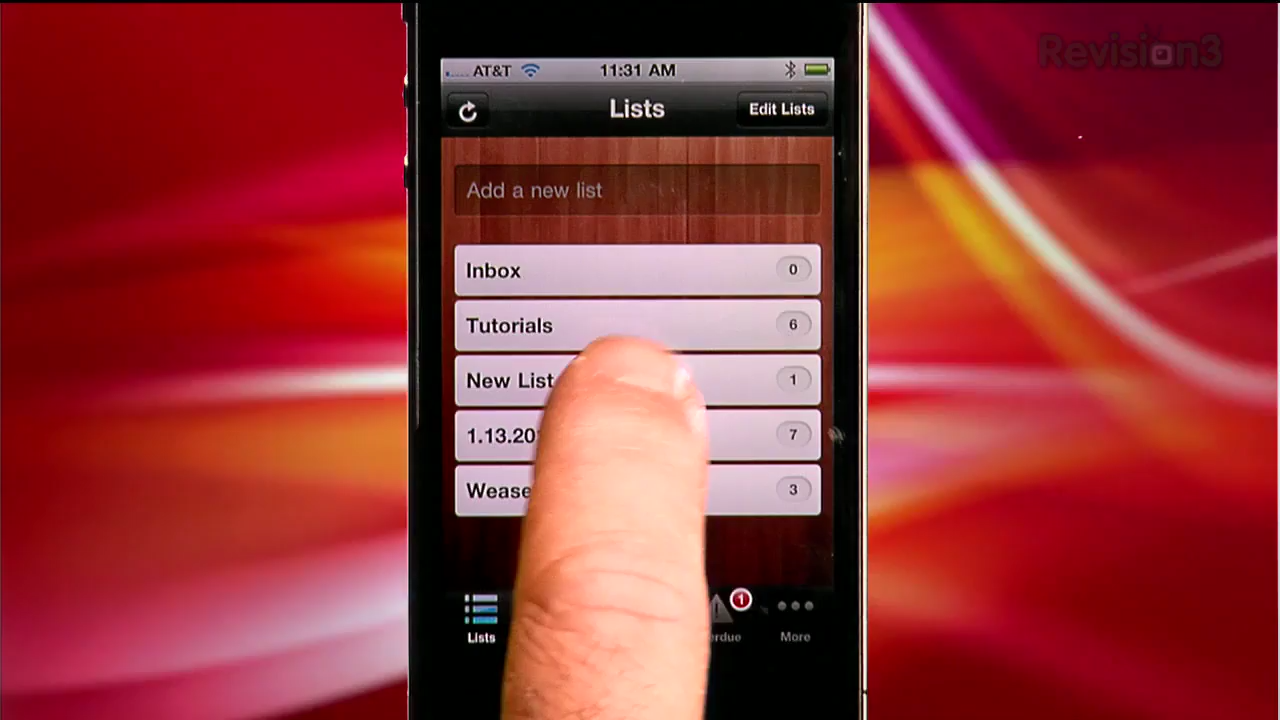 Revision3
AT&T 11:31 AM
Lists Edit Lists
Add a new list
Inbox 0
Tutorials 6
New List 1
7
3
1
Lists More